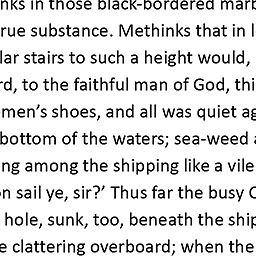 nks in those black-bordered mar
rue substance. Methinks that in l
lar stairs to such a height would,
rd, to the faithful man of God, thi
men’s shoes, and all was quiet a
bottom of the waters; sea-weed
ng among the shipping like a vile
n sail ye, sir?’ Thus far the busy
hole, sunk, too, beneath the ship
e clattering overboard; when the